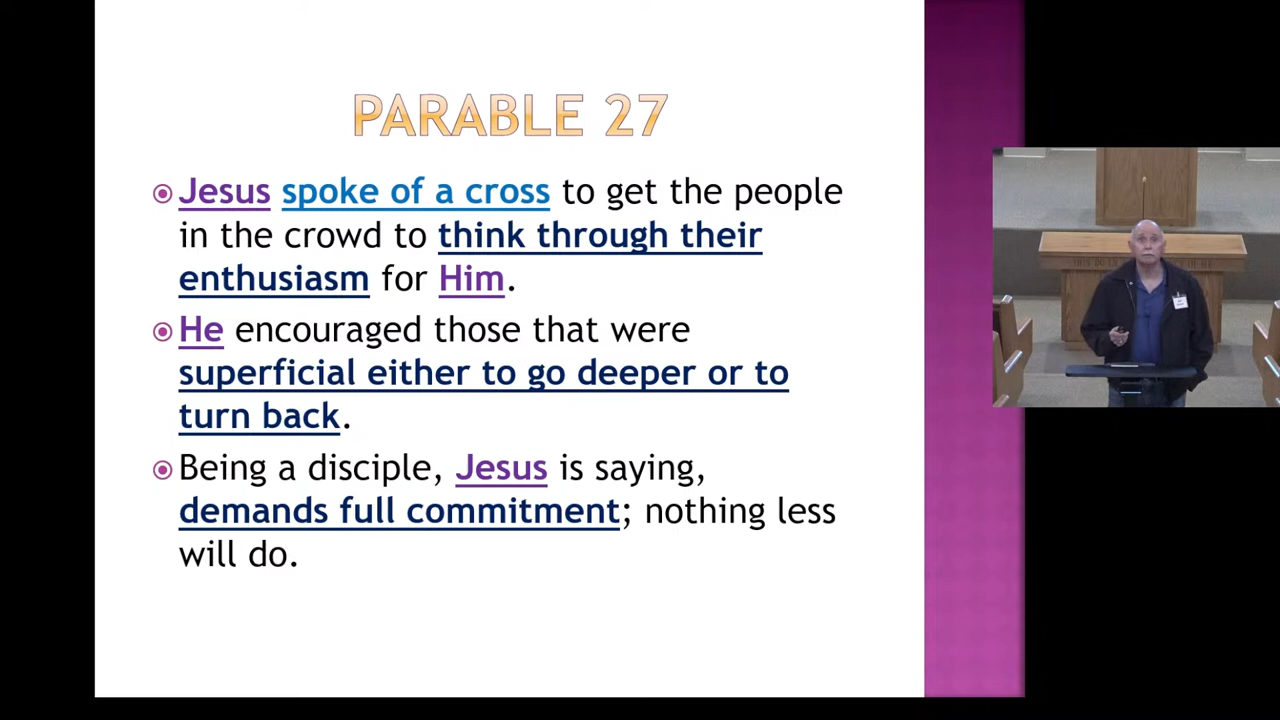 PARABLE 27
Jesus spoke of a cross to get the people
in the crowd to think through their
enthusiasm for Him.
He encouraged those that were
superficial either to go deeper or to
turn back.
Being a disciple, Jesus is saying,
demands full commitment; nothing less
will do.